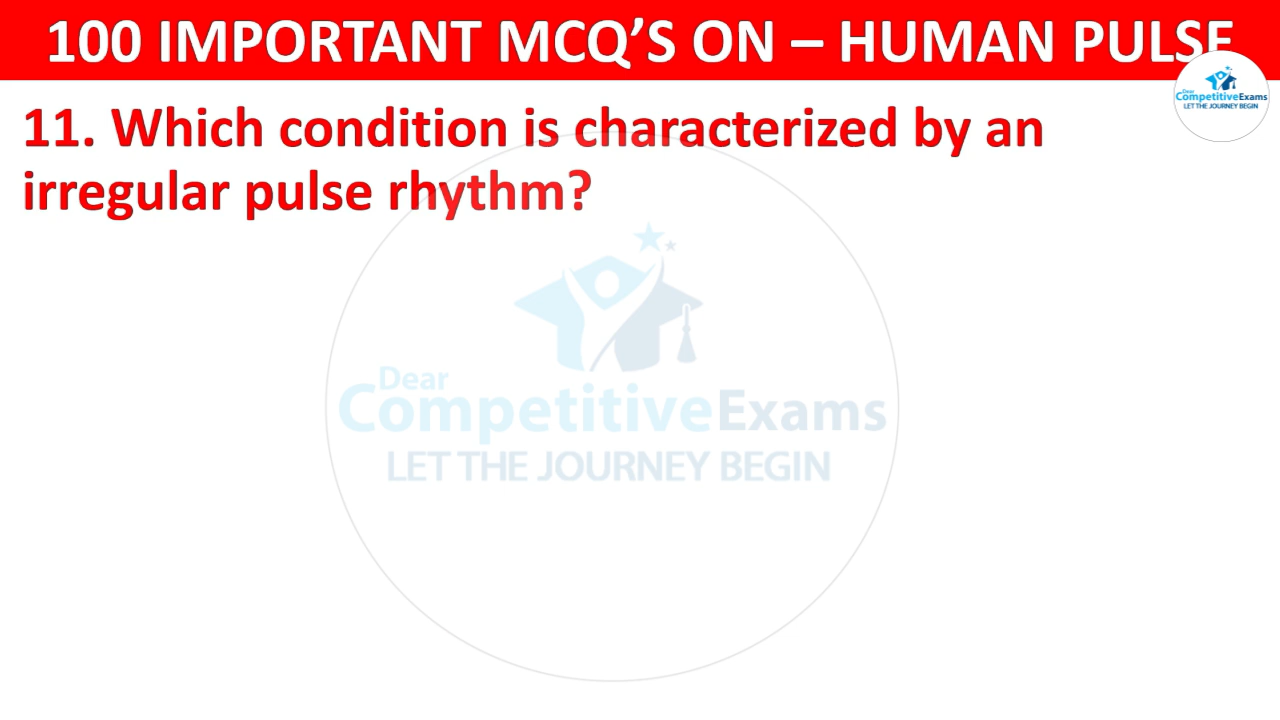 100 IMPORTANT MCQ’S ON – HUMAN PULSE
Dear
CompetitiveExams
LET THE JOURNEY BEGIN
11. Which condition is characterized by an
irregular pulse rhythm?
Dear
CompetitiveExams
LET THE JOURNEY BEGIN